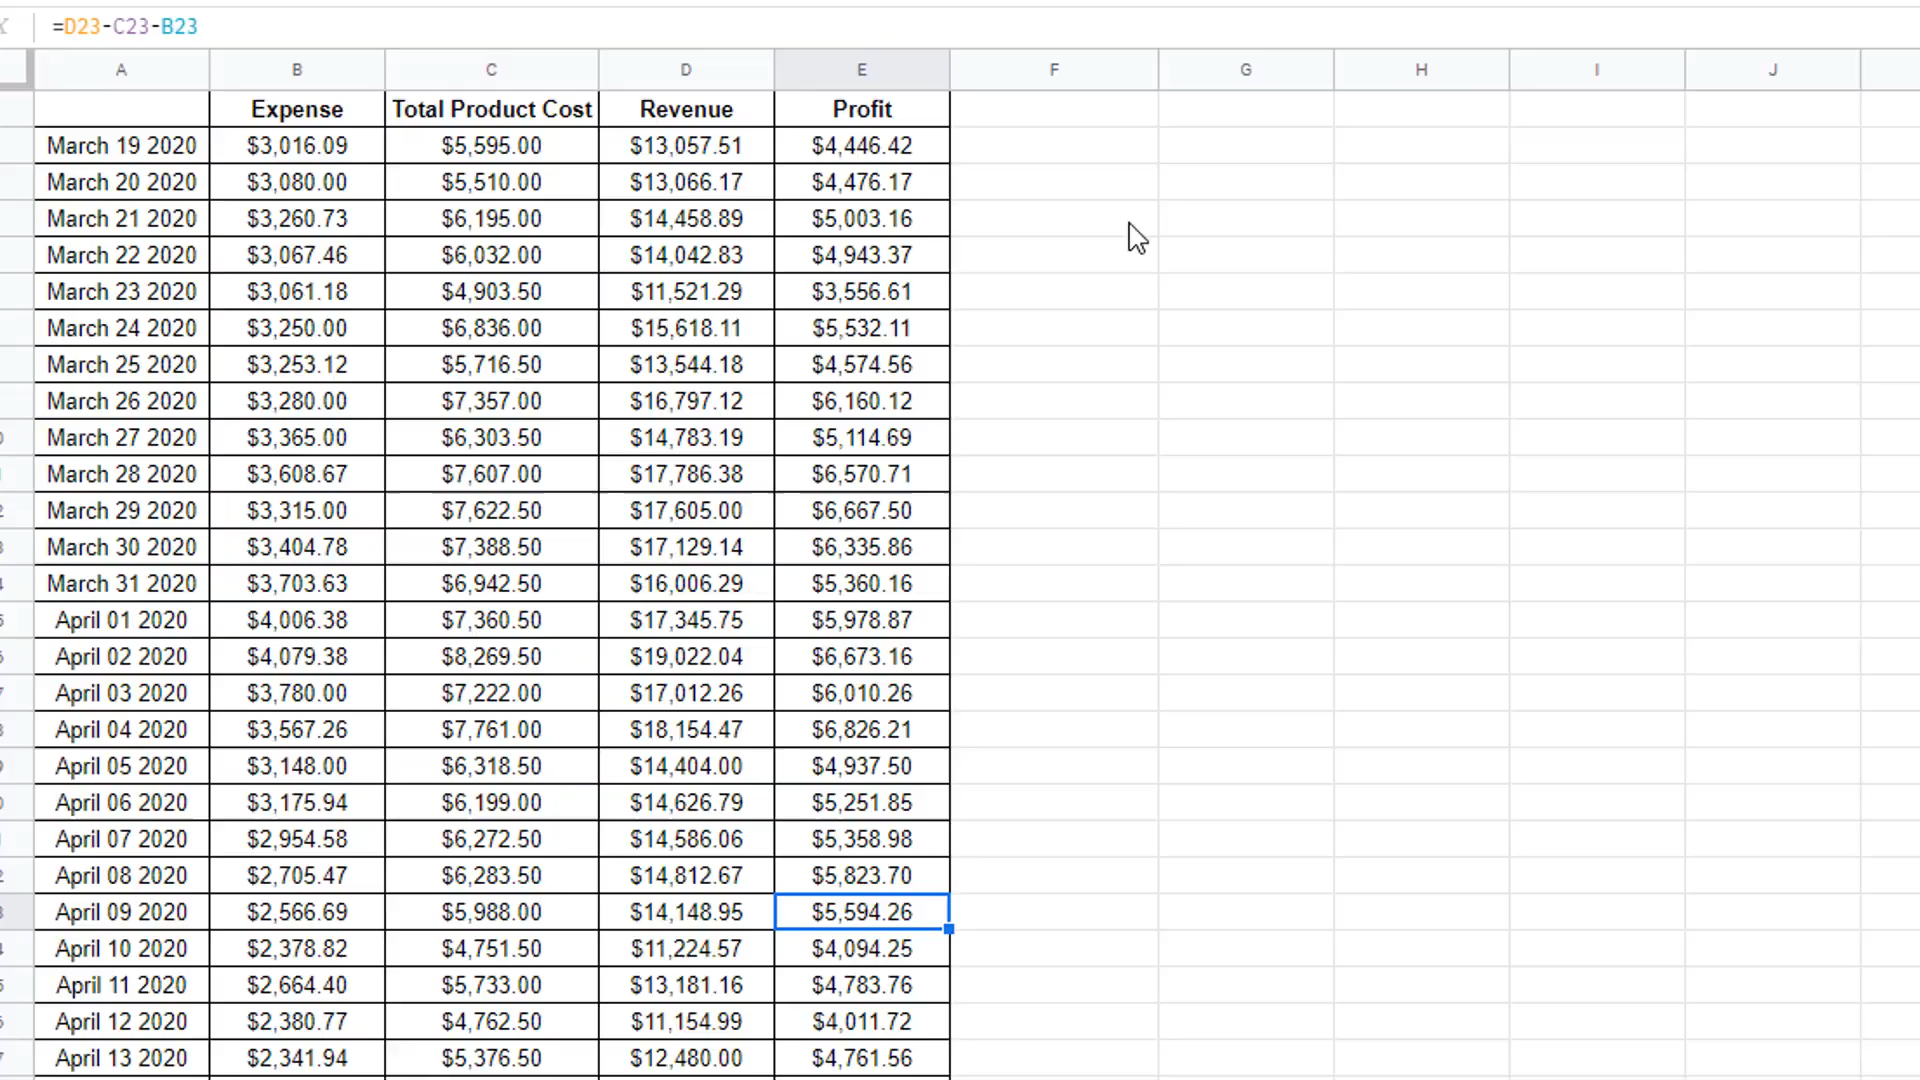 =D23-C23-B23
A B C D E F G H I J
Expense Total Product Cost Revenue Profit
March 19 2020 $3,016.09 $5,595.00 $13,057.51 $4,446.42
March 20 2020 $3,080.00 $5,510.00 $13,066.17 $4,476.17
March 21 2020 $3,260.73 $6,195.00 $14,458.89 $5,003.16
March 22 2020 $3,067.46 $6,032.00 $14,042.83 $4,943.37
March 23 2020 $3,061.18 $4,903.50 $11,521.29 $3,556.61
March 24 2020 $3,250.00 $6,836.00 $15,618.11 $5,532.11
March 25 2020 $3,253.12 $5,716.50 $13,544.18 $4,574.56
March 26 2020 $3,280.00 $7,357.00 $16,797.12 $6,160.12
March 27 2020 $3,365.00 $6,303.50 $14,783.19 $5,114.69
March 28 2020 $3,608.67 $7,607.00 $17,786.38 $6,570.71
March 29 2020 $3,315.00 $7,622.50 $17,605.00 $6,667.50
March 30 2020 $3,404.78 $7,388.50 $17,129.14 $6,335.86
March 31 2020 $3,703.63 $6,942.50 $16,006.29 $5,360.16
April 01 2020 $4,006.38 $7,360.50 $17,345.75 $5,978.87
April 02 2020 $4,079.38 $8,269.50 $19,022.04 $6,673.16
April 03 2020 $3,780.00 $7,222.00 $17,012.26 $6,010.26
April 04 2020 $3,567.26 $7,761.00 $18,154.47 $6,826.21
April 05 2020 $3,148.00 $6,318.50 $14,404.00 $4,937.50
April 06 2020 $3,175.94 $6,199.00 $14,626.79 $5,251.85
April 07 2020 $2,954.58 $6,272.50 $14,586.06 $5,358.98
April 08 2020 $2,705.47 $6,283.50 $14,812.67 $5,823.70
April 09 2020 $2,566.69 $5,988.00 $14,148.95 $5,594.26
April 10 2020 $2,378.82 $4,751.50 $11,224.57 $4,094.25
April 11 2020 $2,664.40 $5,733.00 $13,181.16 $4,783.76
April 12 2020 $2,380.77 $4,762.50 $11,154.99 $4,011.72
April 13 2020 $2,341.94 $5,376.50 $12,480.00 $4,761.56